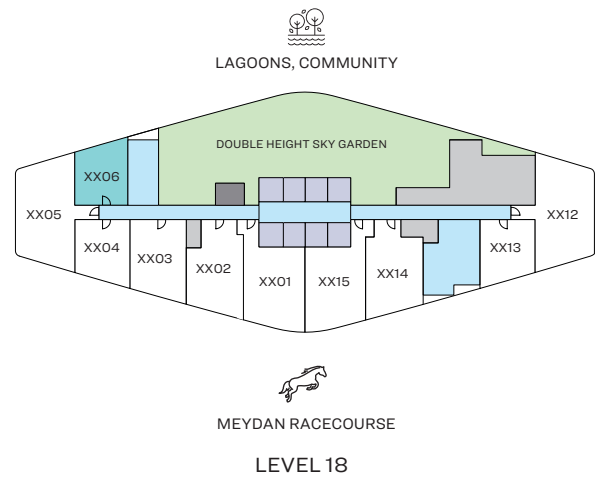 LAGOONS, COMMUNITY
DOUBLE HEIGHT SKY GARDEN
XX06
XX05
XX12
XX04
XX03
XX02
XX01
XX15
XX14
XX13
MEYDAN RACECOURSE
LEVEL 18